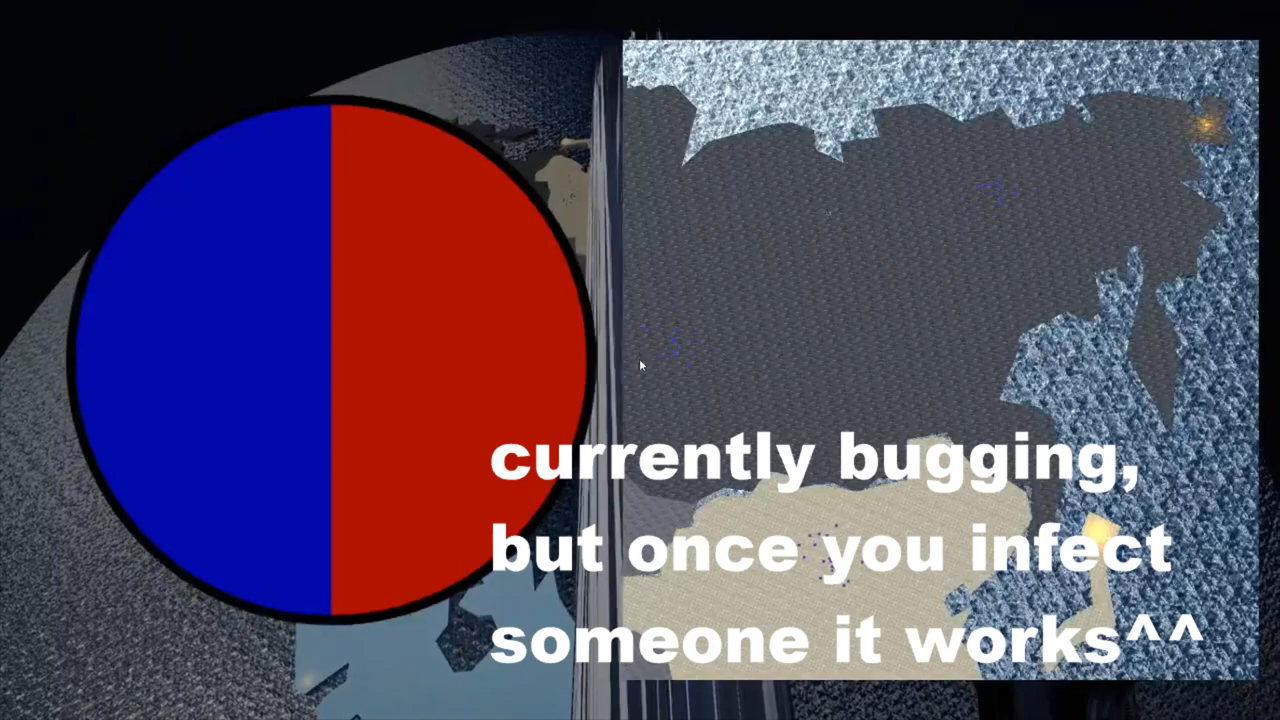 currently bugging,
but once you infect
someone it works^^